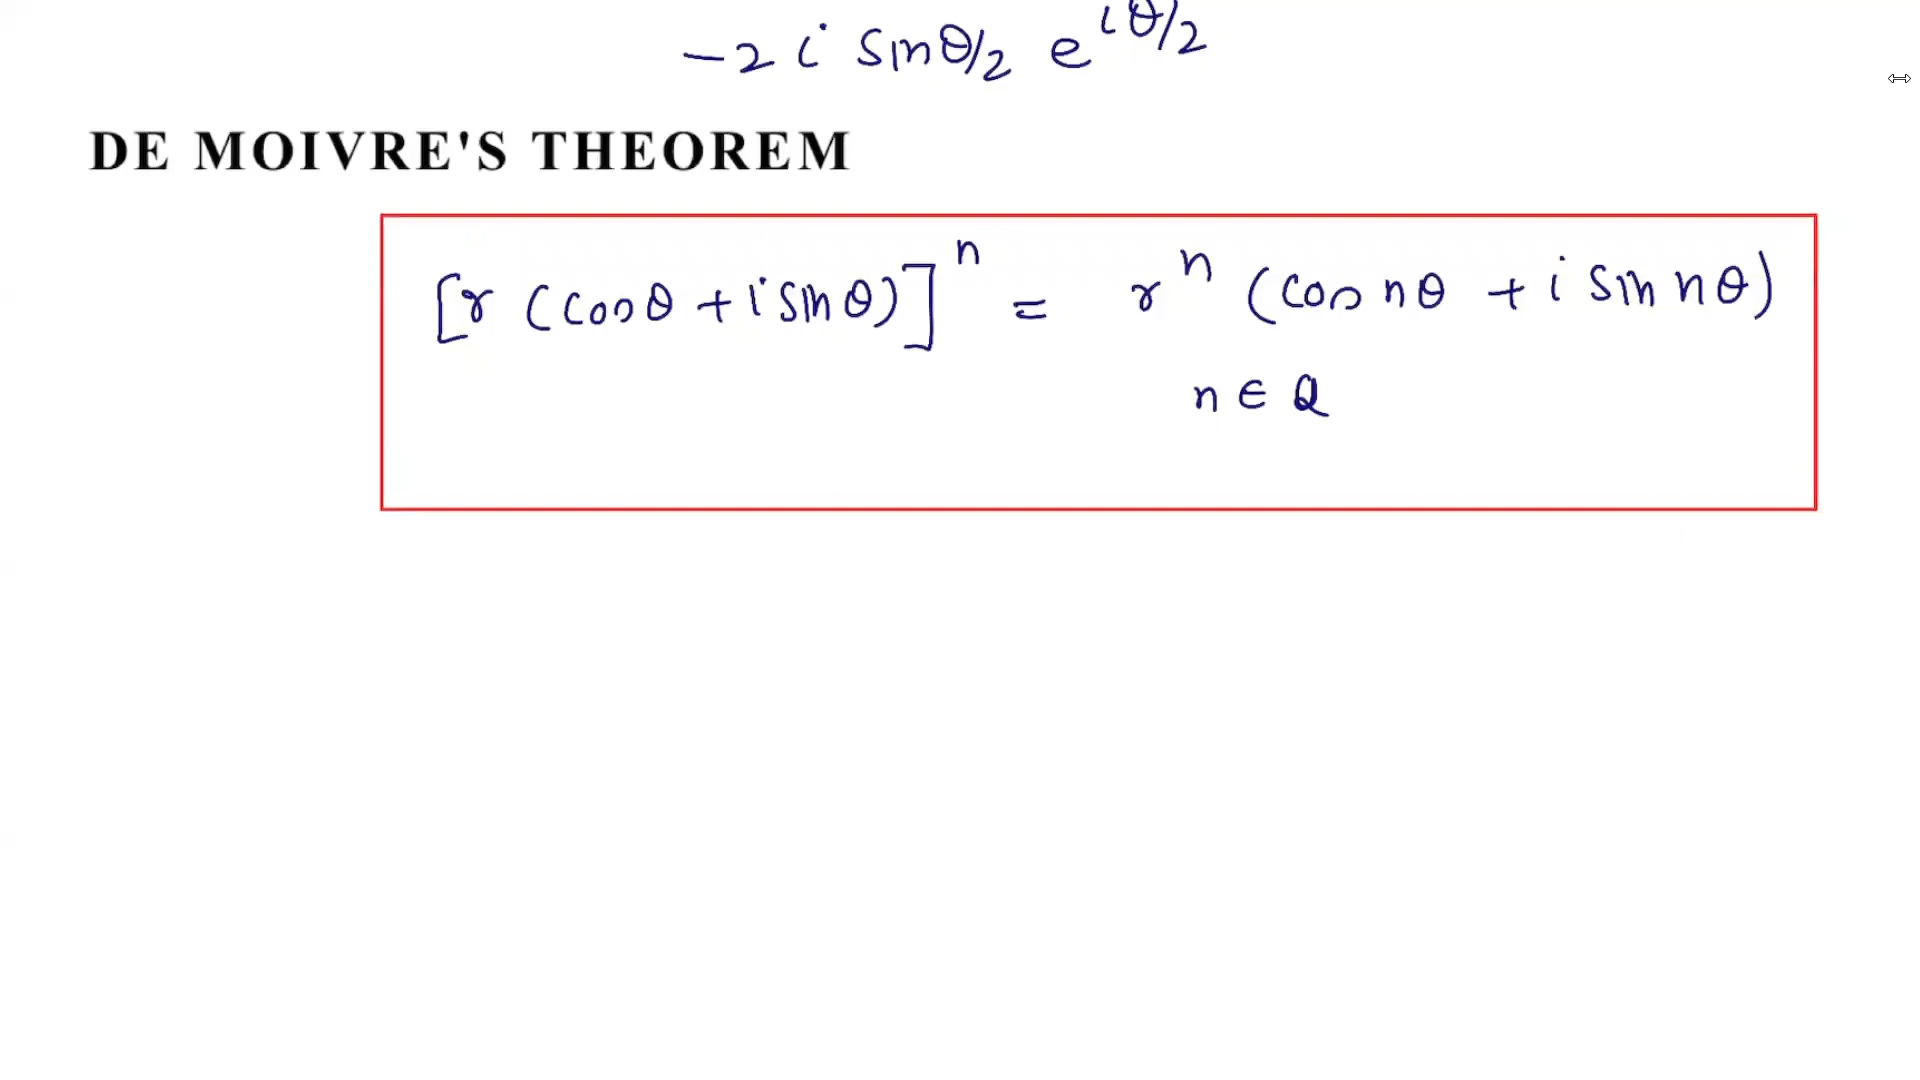 -2 i sinθ/2 e^{iθ/2}
DE MOIVRE'S THEOREM
[r (cosθ + i sinθ)]^n = r^n (cos nθ + i sin nθ)
n ∈ Q